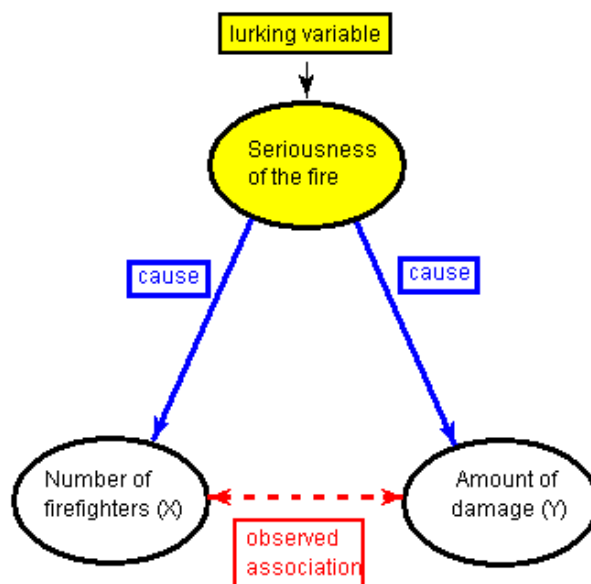 lurking variable
Seriousness
of the fire
cause
cause
Number of
firefighters (X)
Amount of
damage (Y)
observed
association